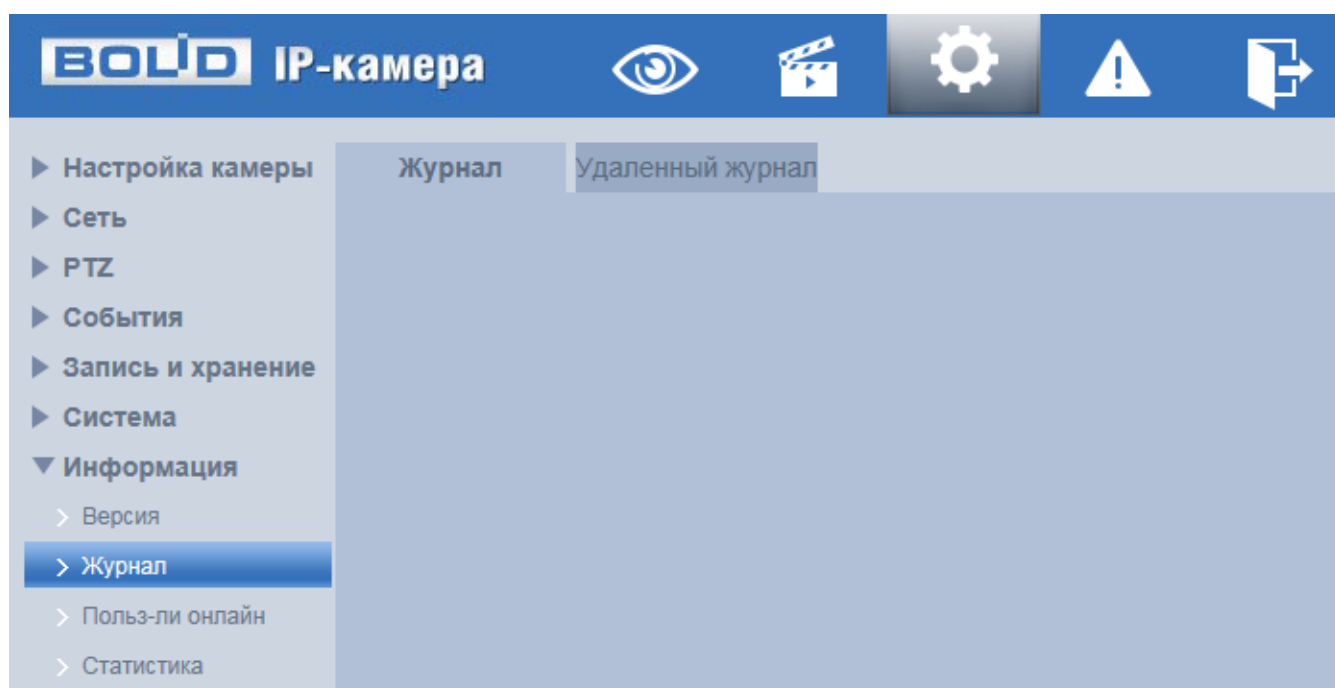 BOLID IP-камера
Настройка камеры
Журнал
Удаленный журнал
Сеть
PTZ
События
Запись и хранение
Система
Информация
Версия
Журнал
Польз-ли онлайн
Статистика